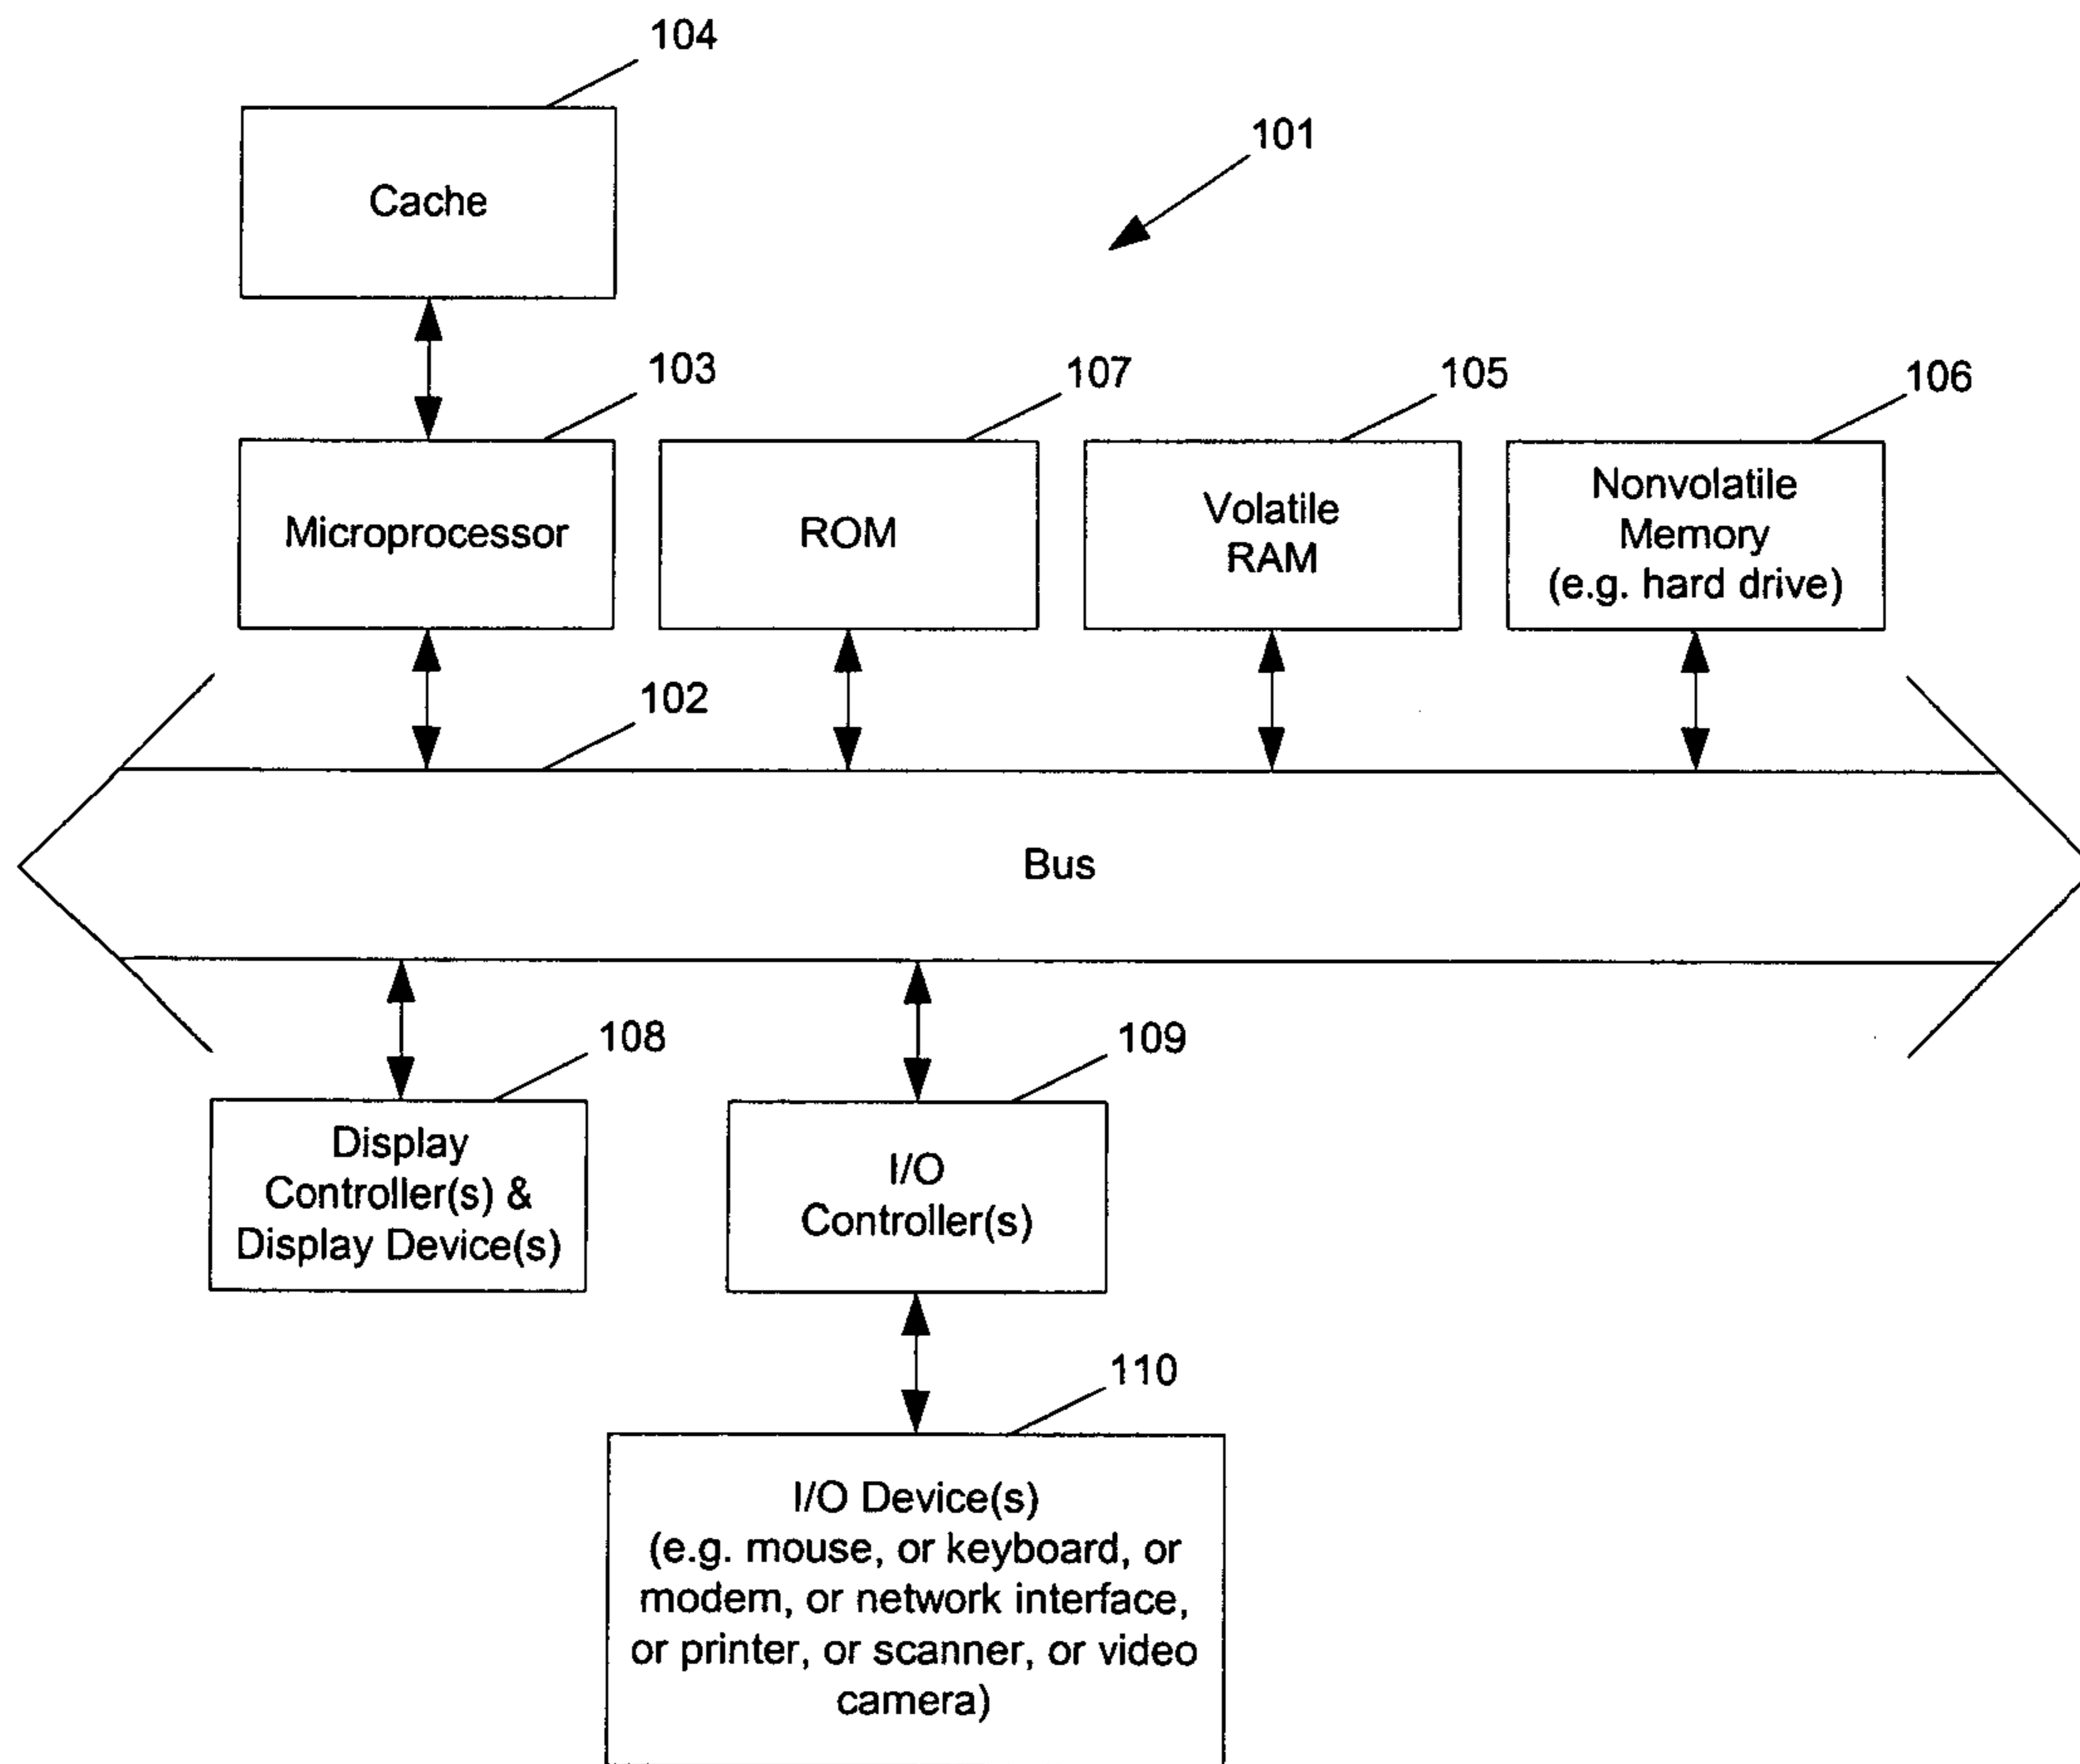 104
Cache
101
103
107
105
106
Microprocessor
ROM
Volatile
RAM
Nonvolatile
Memory
(e.g. hard drive)
102
Bus
108
109
Display
Controller(s) &
Display Device(s)
I/O
Controller(s)
110
I/O Device(s)
(e.g. mouse, or keyboard, or
modem, or network interface,
or printer, or scanner, or video
camera)